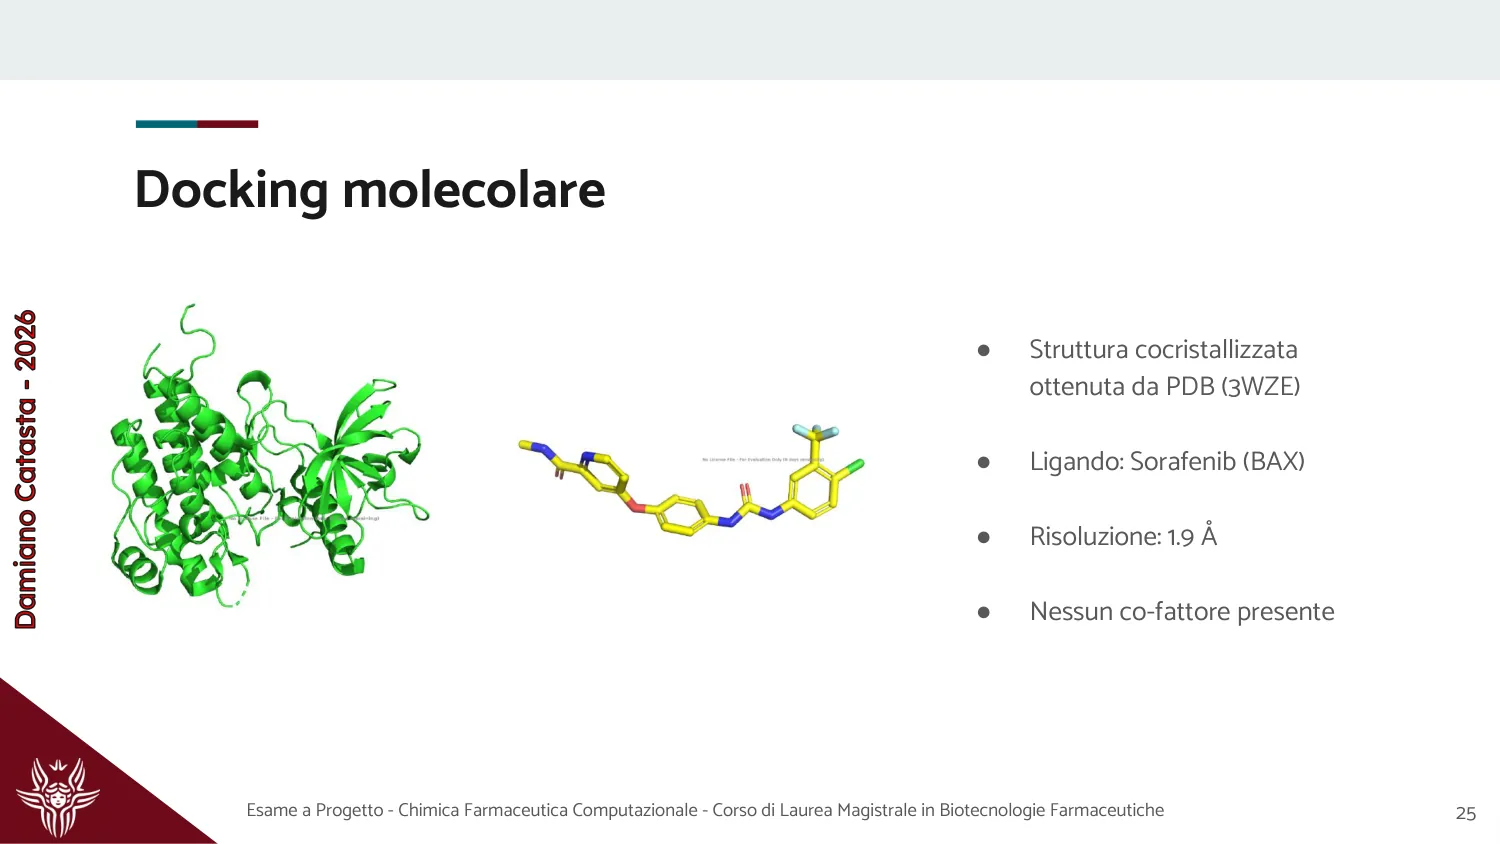 Docking molecolare
Damiano Catasta - 2026
● Struttura cocristallizzata
ottenuta da PDB (3WZE)
● Ligando: Sorafenib (BAX)
● Risoluzione: 1.9 Å
● Nessun co-fattore presente
Esame a Progetto - Chimica Farmaceutica Computazionale - Corso di Laurea Magistrale in Biotecnologie Farmaceutiche
25